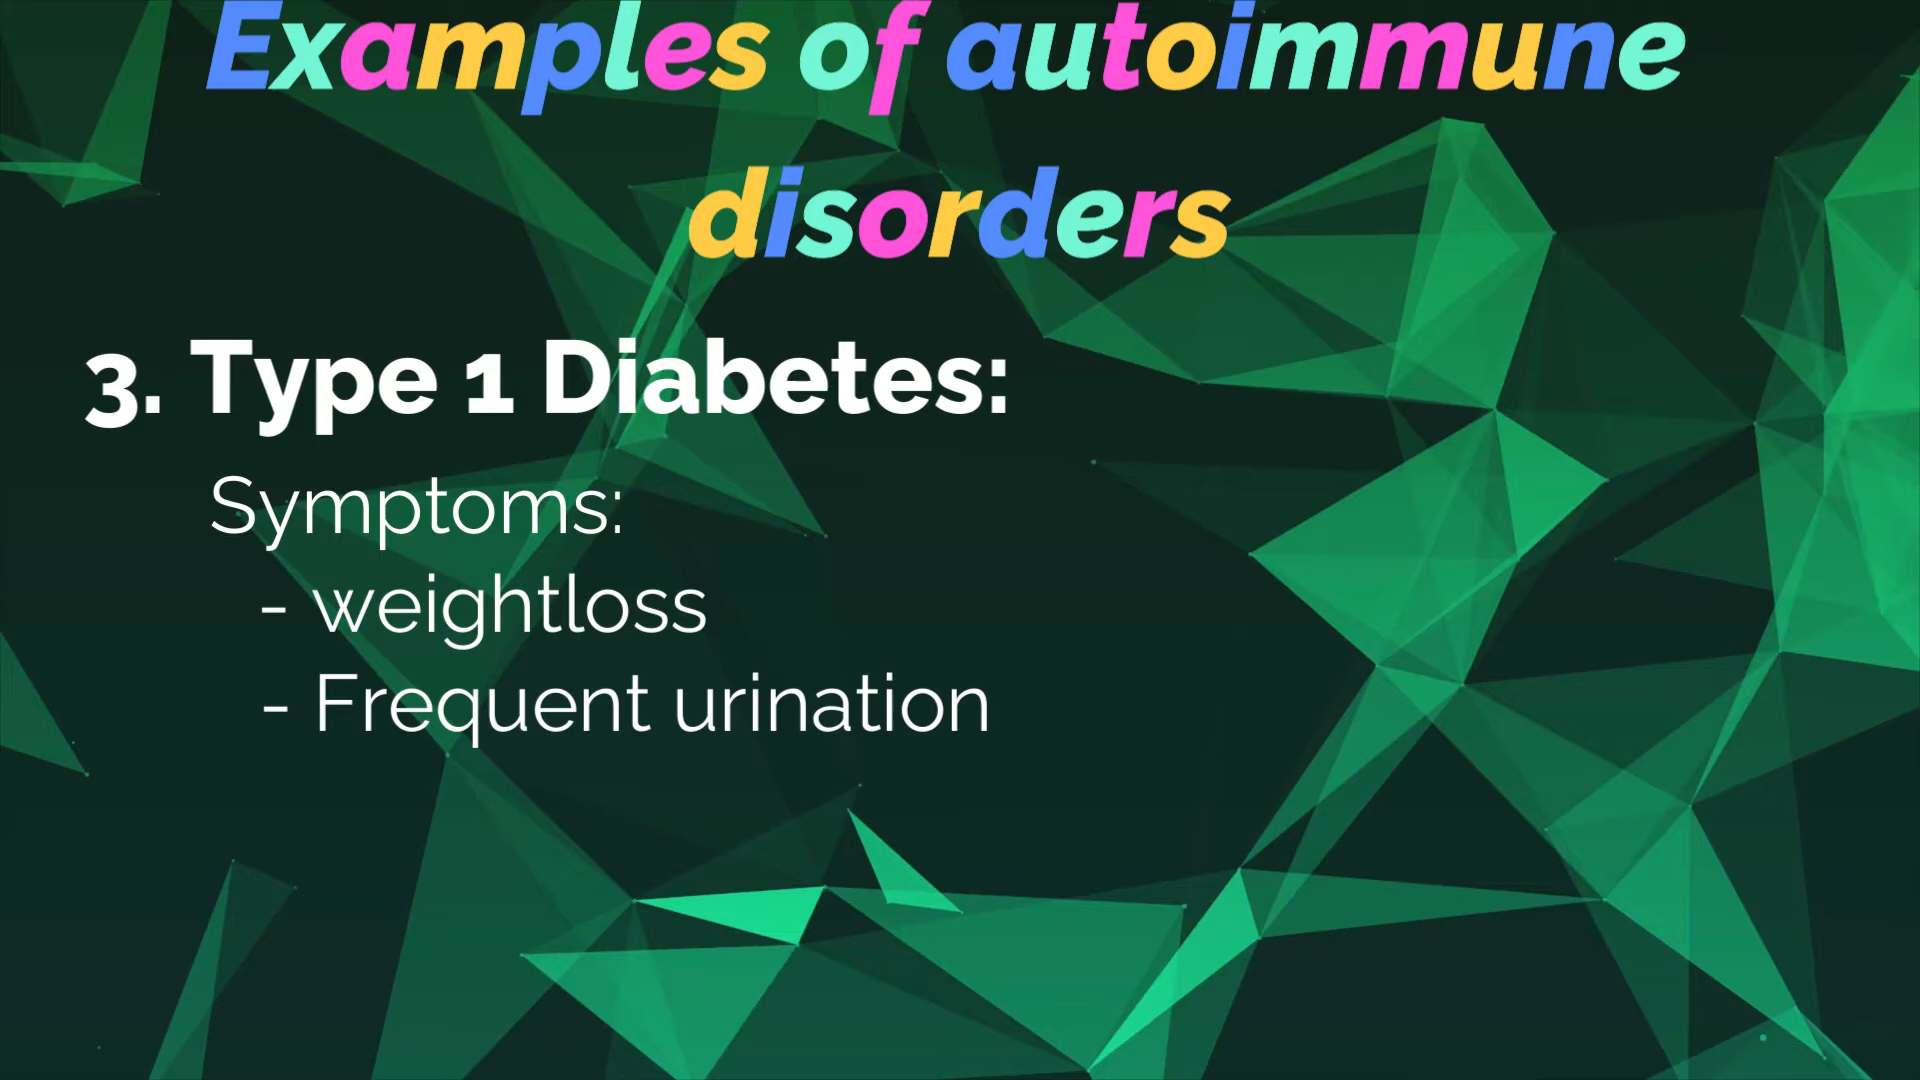 Examples of autoimmune
disorders
3. Type 1 Diabetes:
Symptoms:
- weightloss
- Frequent urination